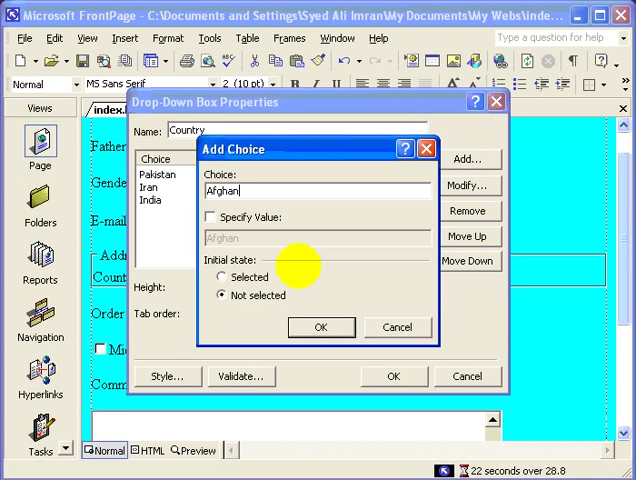 Microsoft FrontPage - C:\Documents and Settings\Syed Ali Imran\My Documents\My Webs\inde
File Edit View Insert Format Tools Table Frames Window Help Type a question for help
Normal MS Sans Serif 2 (10 pt) B I U
Views
Page
Folders
Reports
Navigation
Hyperlinks
Tasks
index.
Father
Gende
E-mail
Addr
Count
Order
Mi
Comm
Drop-Down Box Properties
Name: Country
Choice
Pakistan
Iran
India
Add...
Modify...
Remove
Move Up
Move Down
Height:
Tab order:
Style... Validate... OK Cancel
Add Choice
Choice:
Afghan
Specify Value:
Afghan
Initial state:
Selected
Not selected
OK Cancel
Normal HTML Preview
22 seconds over 28.8